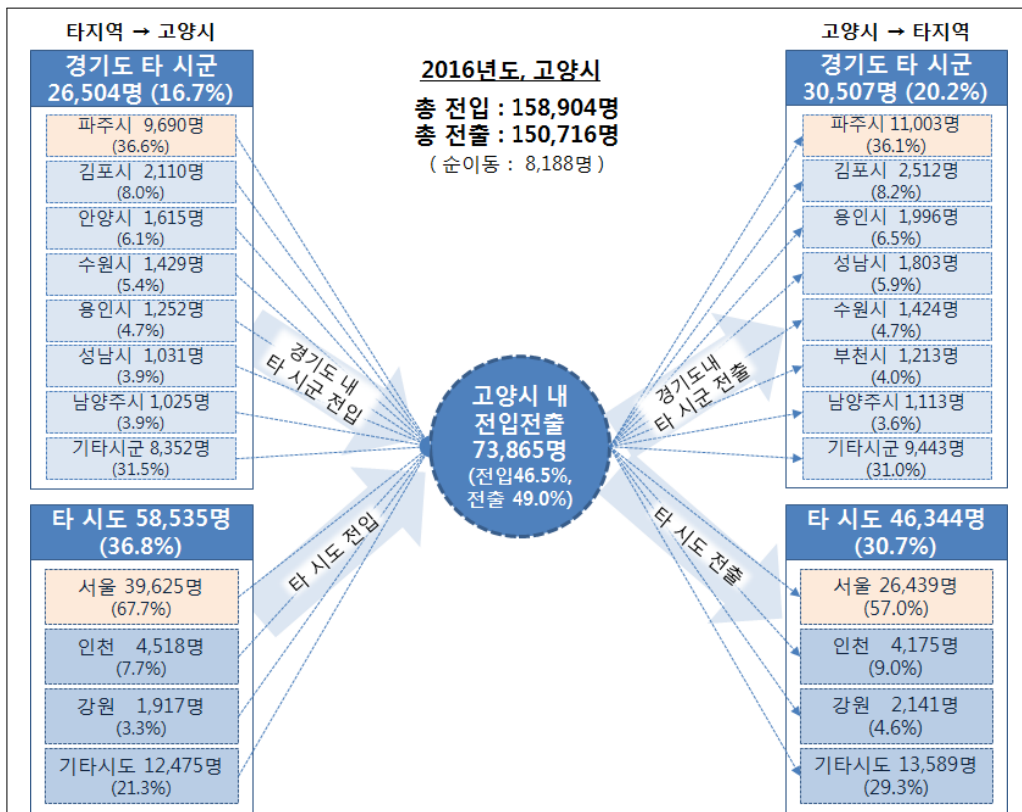 타지역 → 고양시
경기도 타 시군
26,504명 (16.7%)
파주시 9,690명
(36.6%)
김포시 2,110명
(8.0%)
안양시 1,615명
(6.1%)
수원시 1,429명
(5.4%)
용인시 1,252명
(4.7%)
성남시 1,031명
(3.9%)
남양주시 1,025명
(3.9%)
기타시군 8,352명
(31.5%)
타 시도 58,535명
(36.8%)
서울 39,625명
(67.7%)
인천 4,518명
(7.7%)
강원 1,917명
(3.3%)
기타시도 12,475명
(21.3%)
2016년도, 고양시
총 전입 : 158,904명
총 전출 : 150,716명
( 순이동 : 8,188명 )
경기도 내
타 시군 전입
타 시도 전입
고양시 내
전입전출
73,865명
(전입46.5%,
전출 49.0%)
경기도내
타 시군 전출
타 시도 전출
고양시 → 타지역
경기도 타 시군
30,507명 (20.2%)
파주시 11,003명
(36.1%)
김포시 2,512명
(8.2%)
용인시 1,996명
(6.5%)
성남시 1,803명
(5.9%)
수원시 1,424명
(4.7%)
부천시 1,213명
(4.0%)
남양주시 1,113명
(3.6%)
기타시군 9,443명
(31.0%)
타 시도 46,344명
(30.7%)
서울 26,439명
(57.0%)
인천 4,175명
(9.0%)
강원 2,141명
(4.6%)
기타시도 13,589명
(29.3%)